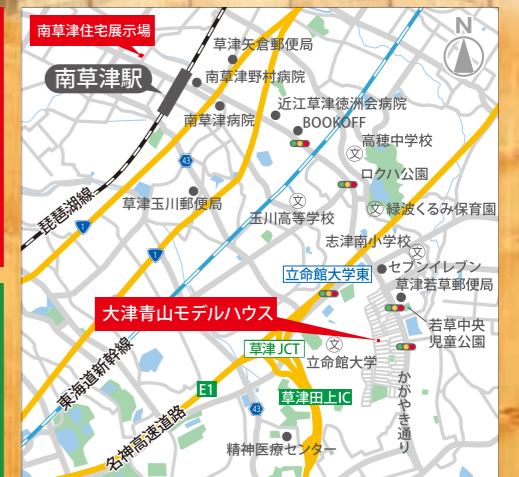 南草津住宅展示場
N
草津矢倉郵便局
南草津駅
南草津野村病院
近江草津徳洲会病院
南草津病院
BOOKOFF
高穂中学校
文
43
ロクハ公園
琵琶湖線
草津玉川郵便局
文
玉川高等学校
文 緑波くるみ保育園
1
1
志津南小学校
文
立命館大学東
セブンイレブン
草津若草郵便局
大津青山モデルハウス
若草中央
児童公園
草津JCT
文
立命館大学
東海道新幹線
E1
草津田上IC
かがやき通り
43
名神高速道路
精神医療センター